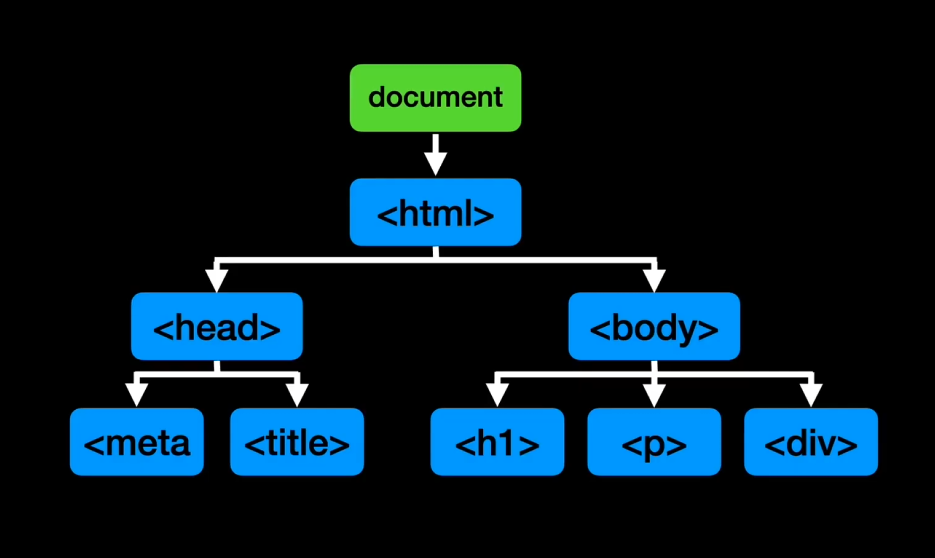 document
<html>
<head>
<body>
<meta
<title>
<h1>
<p>
<div>